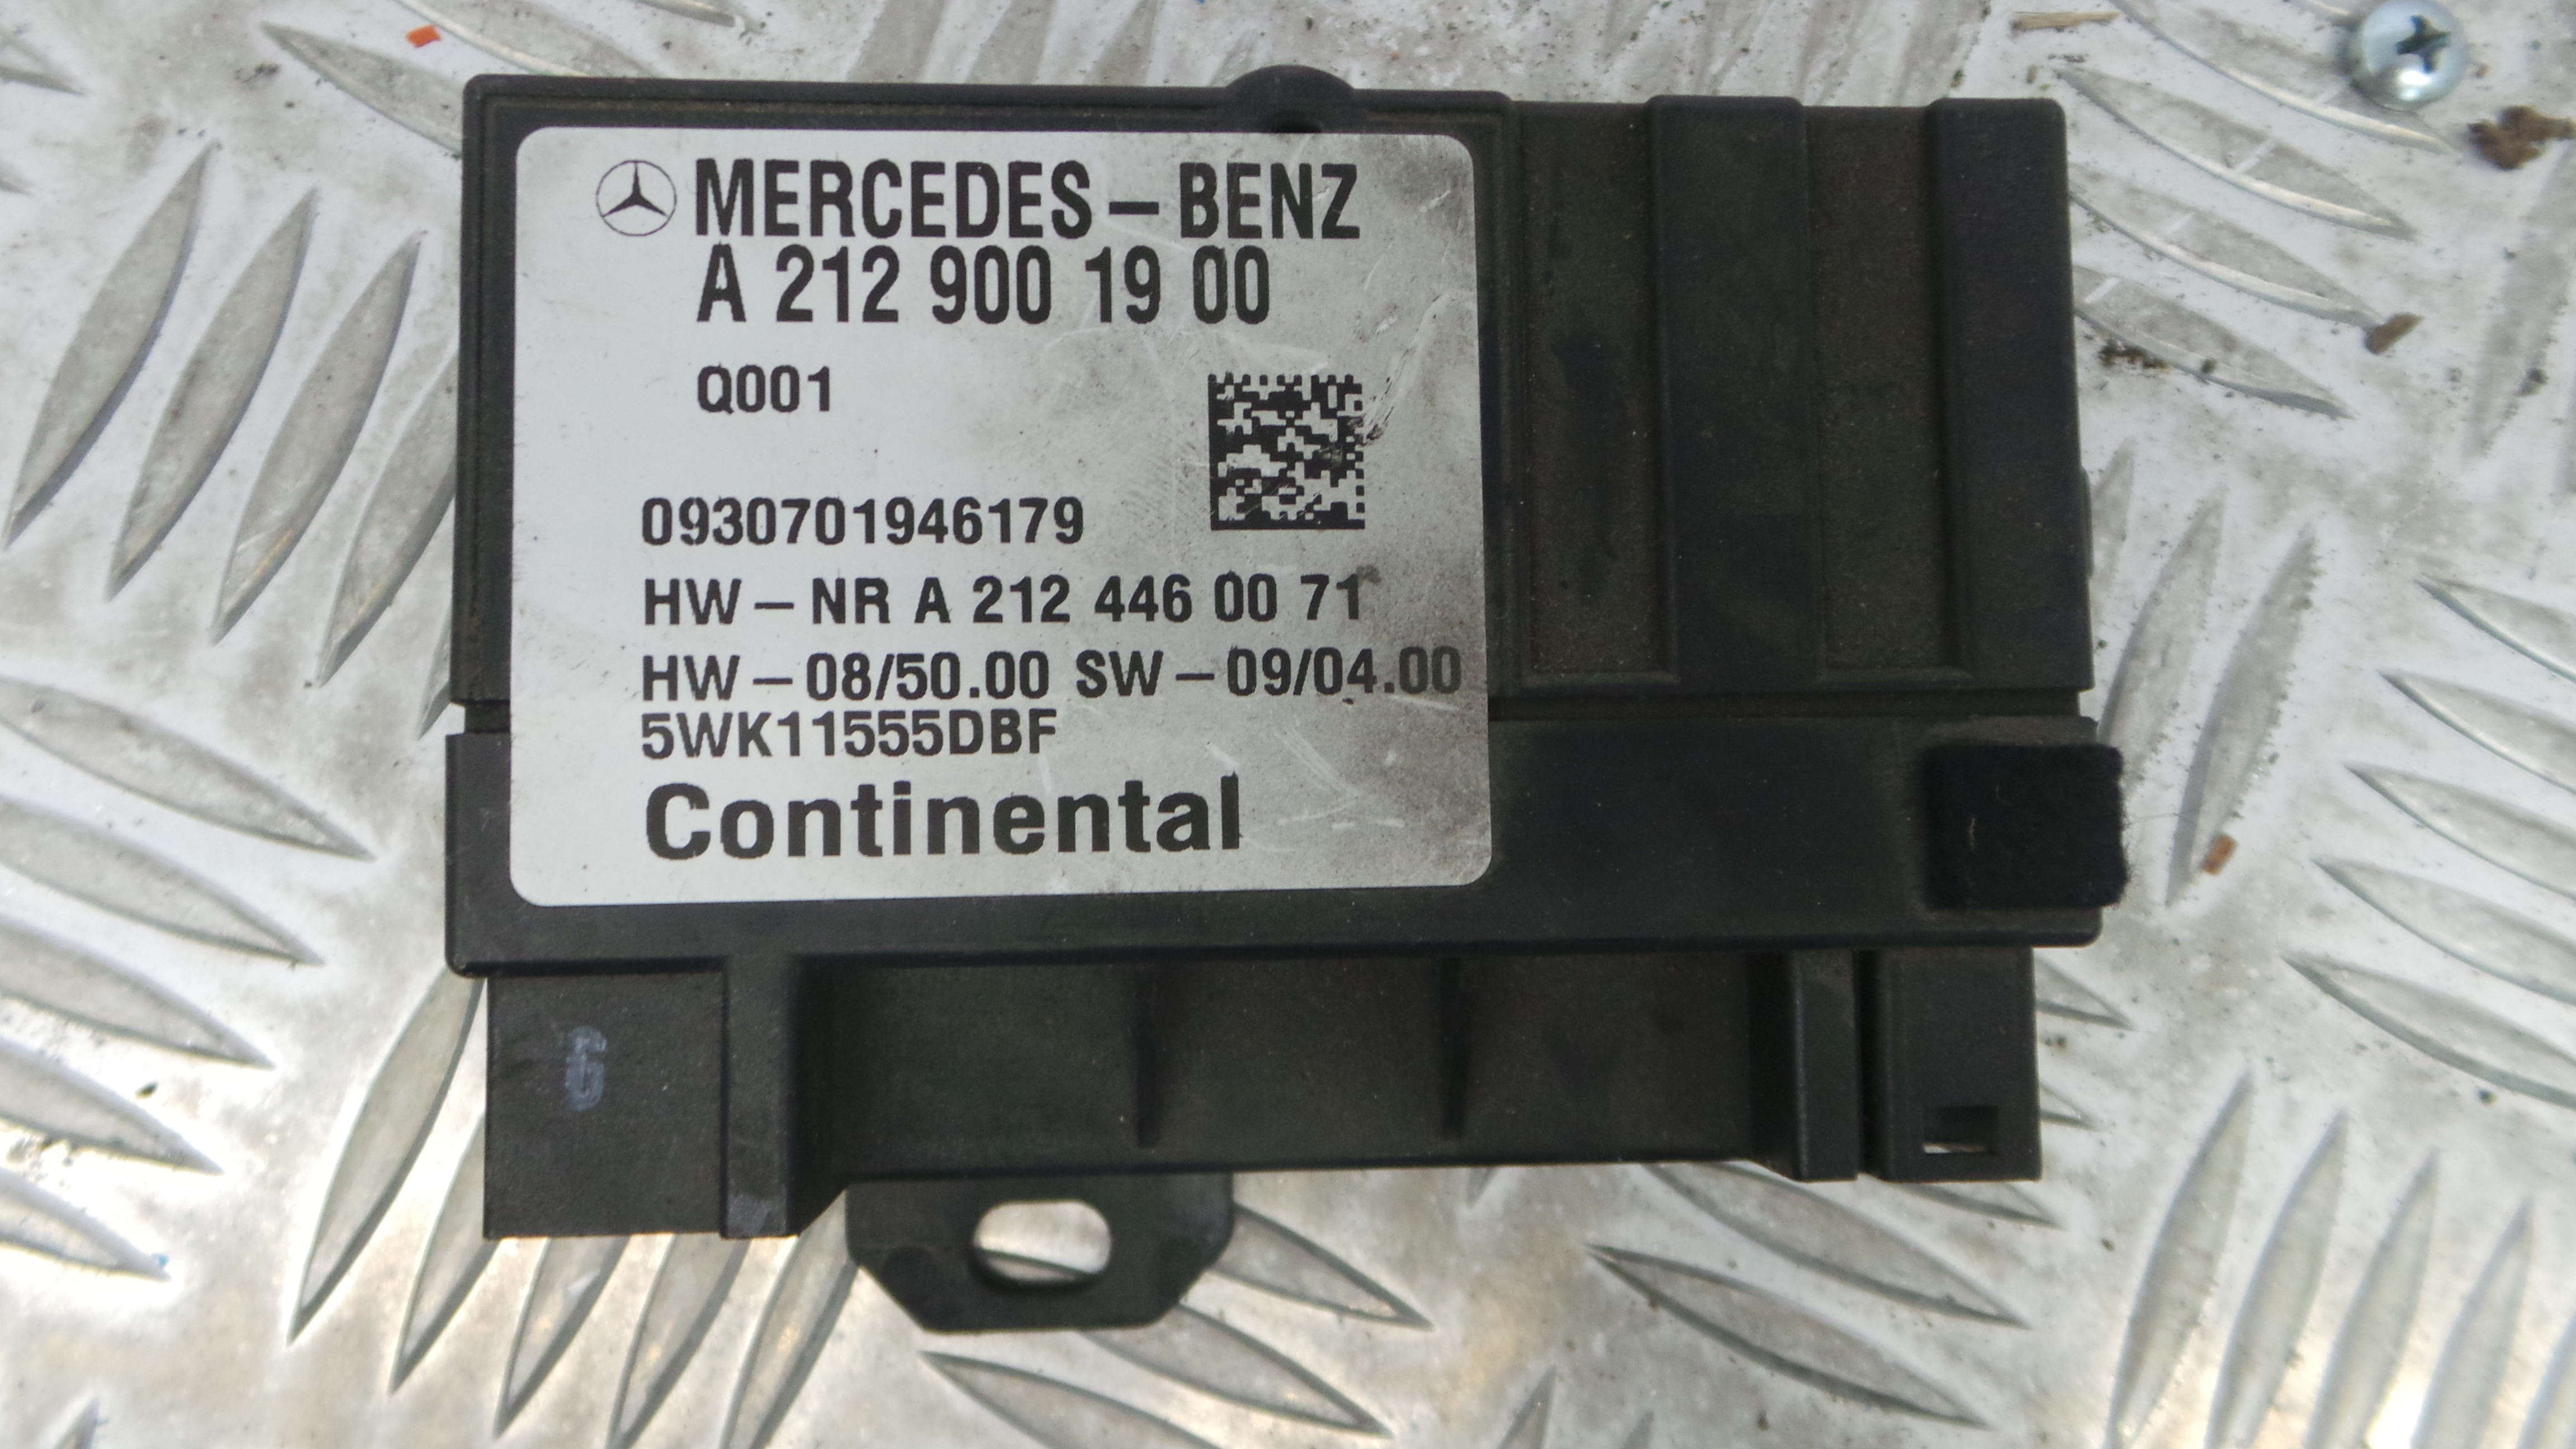 MERCEDES-BENZ
A 212 900 19 00
Q001
0930701946179
HW-NR A 212 446 00 71
HW-08/50.00 SW-09/04.00
5WK11555DBF
Continental